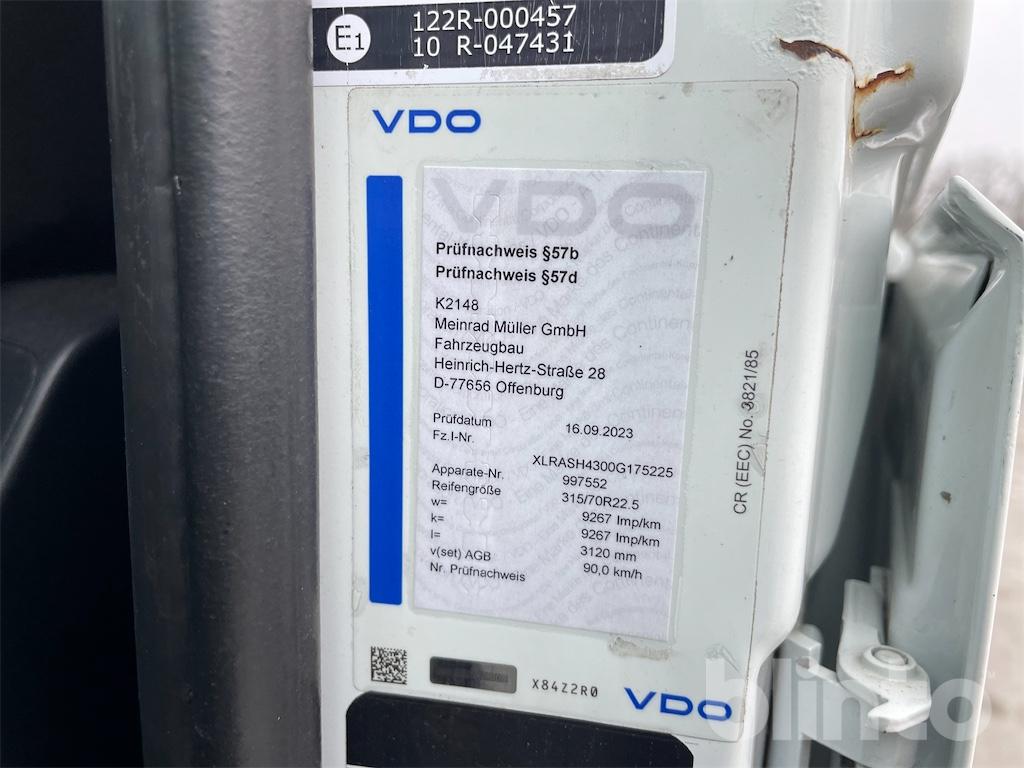 E1
122R-000457
10 R-047431
VDO
VDO
Prüfnachweis §57b
Prüfnachweis §57d
K2148
Meinrad Müller GmbH
Fahrzeugbau
Heinrich-Hertz-Straße 28
D-77656 Offenburg
Prüfdatum 16.09.2023
Fz.I-Nr. XLRASH4300G175225
Apparate-Nr. 997552
Reifengröße 315/70R22.5
w= 9267 Imp/km
k= 9267 Imp/km
l= 3120 mm
v(set) AGB 90,0 km/h
Nr. Prüfnachweis
CR (EEC) No. 3821/85
X84Z2R0
VDO
blinto